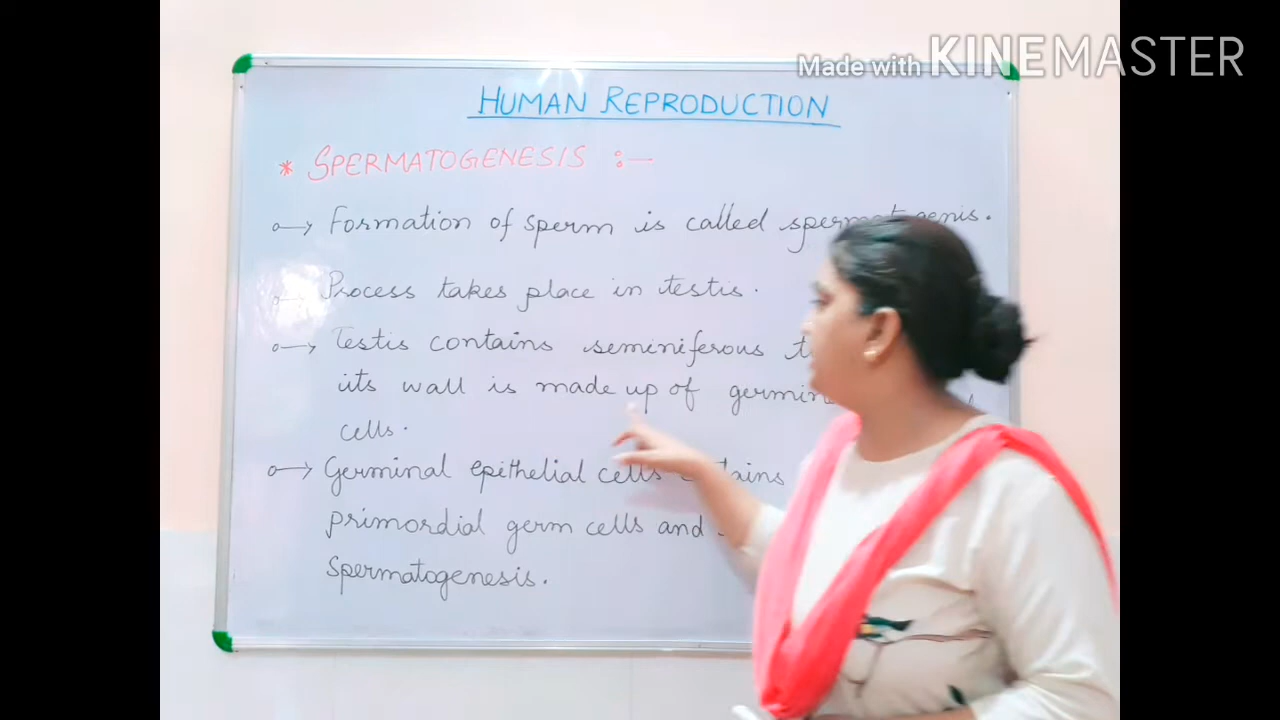 Made with KINEMASTER
HUMAN REPRODUCTION
* SPERMATOGENESIS :—
→ Formation of sperm is called
→ Process takes place in testis.
→ Testis contains seminiferous
its wall is made up of
cells.
→ Germinal epithelial cells
primordial germ cells and
spermatogenesis.